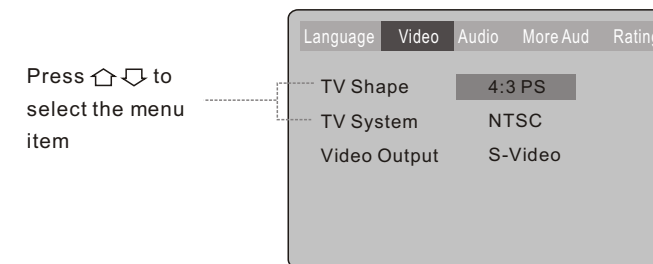 Language Video Audio More Aud Rating
Press ⇧ ⇩ to
select the menu
item
TV Shape 4:3 PS
TV System NTSC
Video Output S-Video